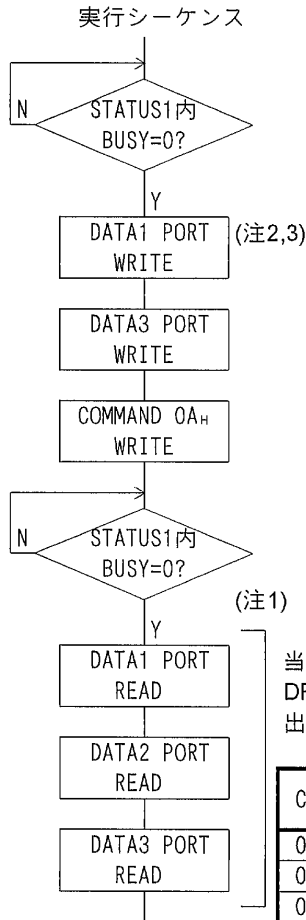 実行シーケンス
N
STATUS1内
BUSY=0?
Y
DATA1 PORT
WRITE
(注2,3)
DATA3 PORT
WRITE
COMMAND 0AH
WRITE
N
STATUS1内
BUSY=0?
(注1)
Y
DATA1 PORT
READ
DATA2 PORT
READ
DATA3 PORT
READ
当
出
C
0
0
0